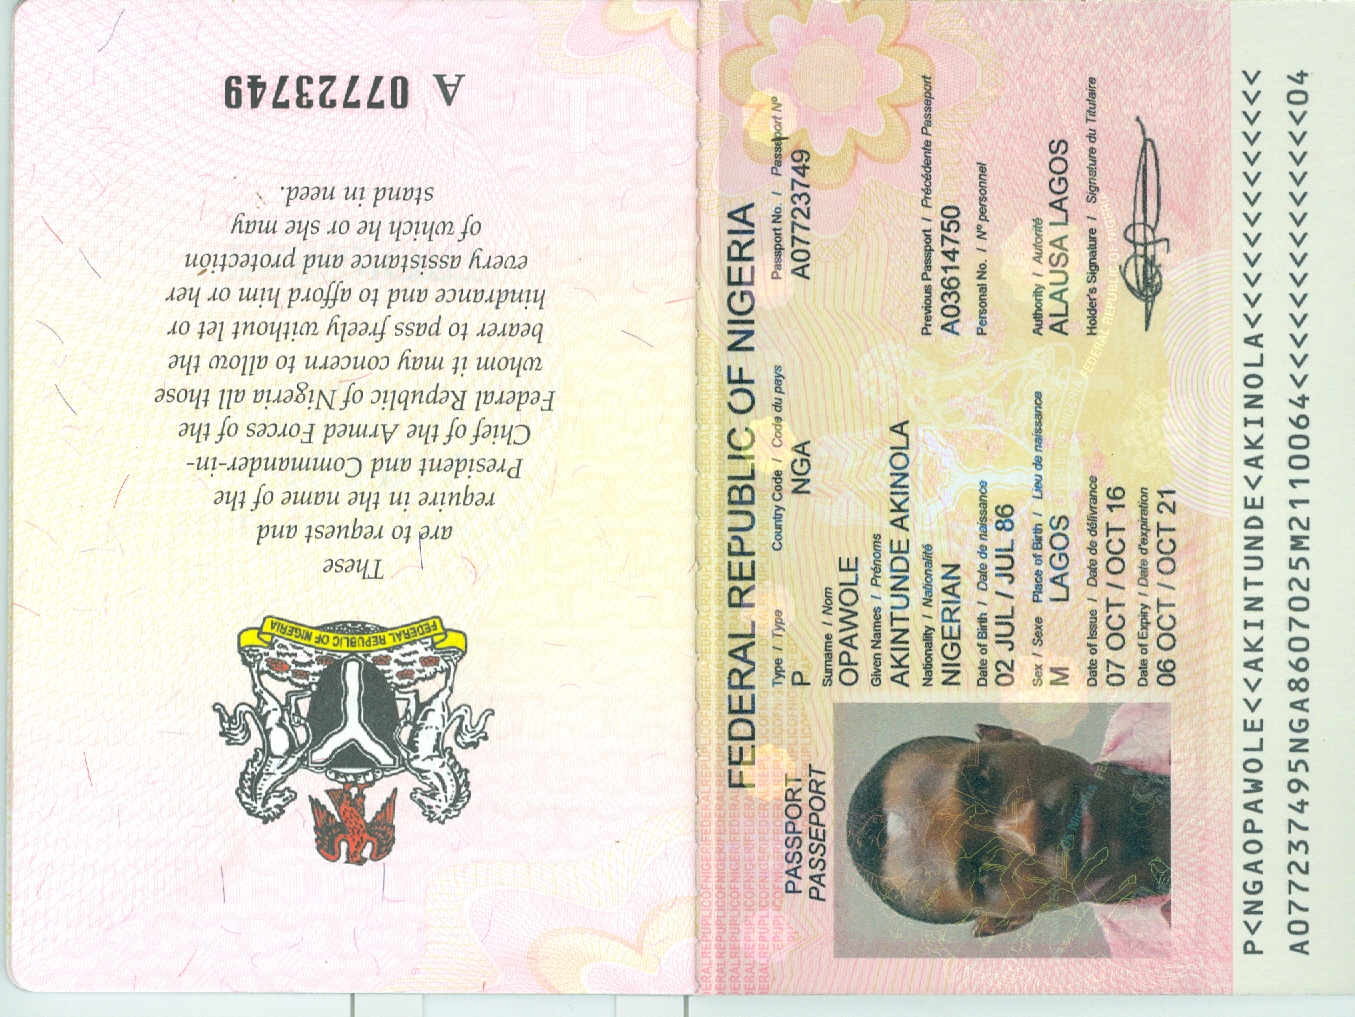 A 07723749
These
are to request and
require in the name of the
President and Commander-in-
Chief of the Armed Forces of the
Federal Republic of Nigeria all those
whom it may concern to allow the
bearer to pass freely without let or
hindrance and to afford him or her
every assistance and protection
of which he or she may
stand in need.
FEDERAL REPUBLIC OF NIGERIA
FEDERAL REPUBLIC OF NIGERIA
PASSPORT
PASSEPORT
Type / Type Country Code / Code du pays Passport No. / Passeport Nº
P NGA A07723749
Surname / Nom
OPAWOLE
Given Names / Prénoms
AKINTUNDE AKINOLA
Nationality / Nationalité Previous Passport / Précédente Passeport
NIGERIAN A03614750
Date of Birth / Date de naissance Personal No. / Nº personnel
02 JUL / JUL 86
Sex / Sexe Place of Birth / Lieu de naissance Authority / Autorité
M LAGOS ALAUSA LAGOS
Date of Issue / Date de délivrance Holder's Signature / Signature du Titulaire
07 OCT / OCT 16
Date of Expiry / Date d'expiration
06 OCT / OCT 21
P<NGAOPAWOLE<<AKINTUNDE<AKINOLA<<<<<<<<<<<<<
A077237495NGA8607025M2110064<<<<<<<<<<<<<<04